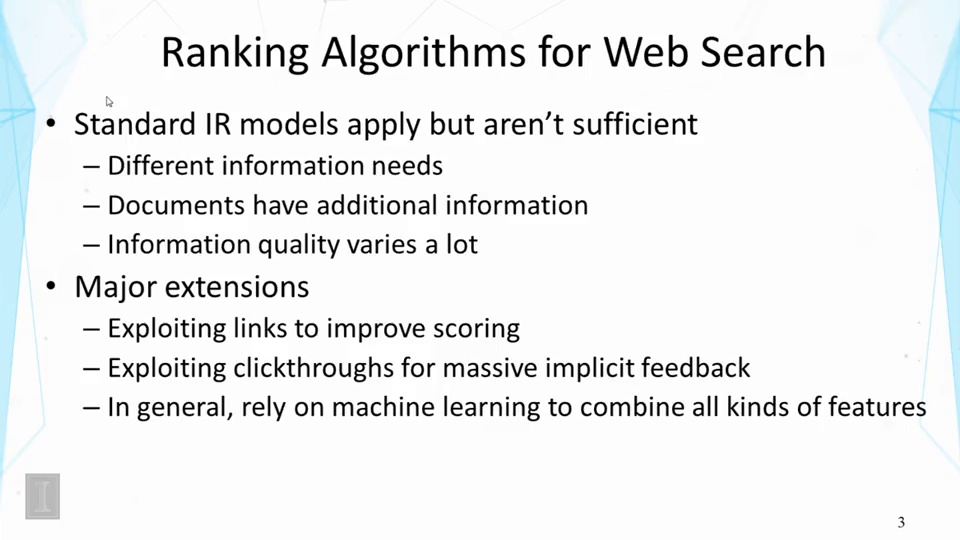 Ranking Algorithms for Web Search
• Standard IR models apply but aren't sufficient
– Different information needs
– Documents have additional information
– Information quality varies a lot
• Major extensions
– Exploiting links to improve scoring
– Exploiting clickthroughs for massive implicit feedback
– In general, rely on machine learning to combine all kinds of features
I
3